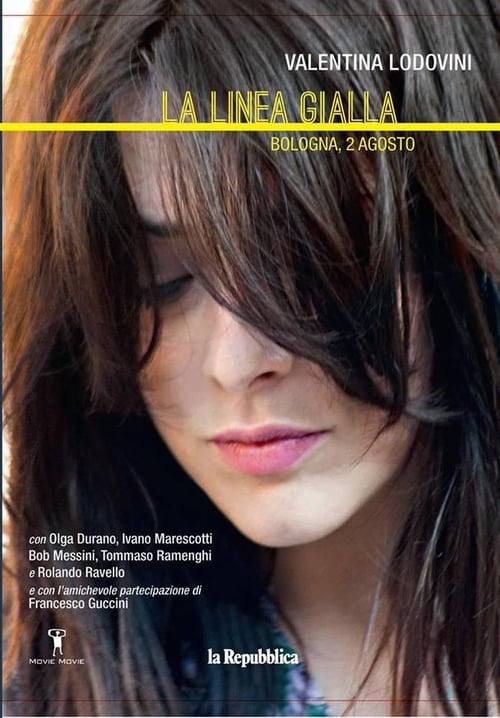 VALENTINA LODOVINI
LA LINEA GIALLA
BOLOGNA, 2 AGOSTO
con Olga Durano, Ivano Marescotti
Bob Messini, Tommaso Ramenghi
e Rolando Ravello
e con l'amichevole partecipazione di
Francesco Guccini
MOVIE MOVIE
la Repubblica